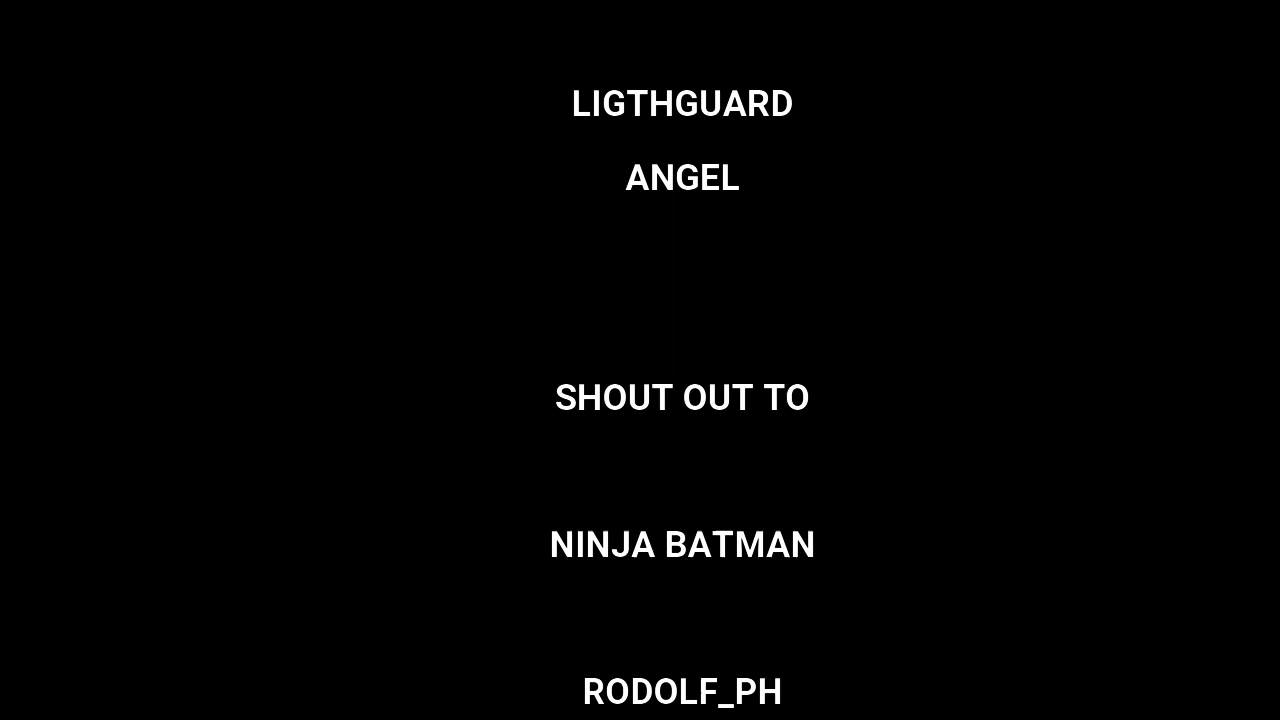 LIGTHGUARD
ANGEL
SHOUT OUT TO
NINJA BATMAN
RODOLF_PH